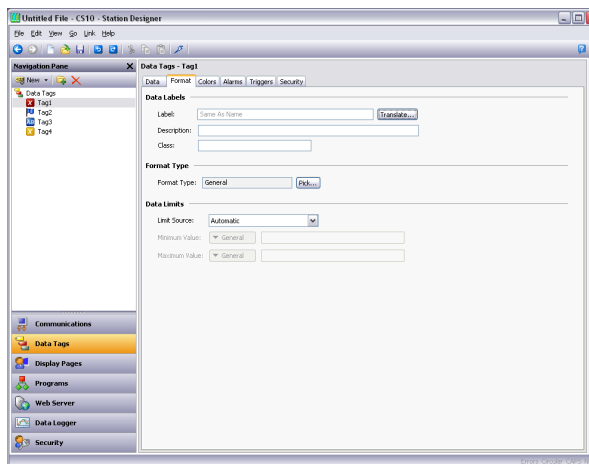 Untitled File - CS10 - Station Designer
File Edit View Go Link Help
Navigation Pane
New
Data Tags
Tag1
Tag2
Tag3
Tag4
Communications
Data Tags
Display Pages
Programs
Web Server
Data Logger
Security
Data Tags - Tag1
Data Format Colors Alarms Triggers Security
Data Labels
Label: Same As Name Translate...
Description:
Class:
Format Type
Format Type: General Pick...
Data Limits
Limit Source: Automatic
Minimum Value: General
Maximum Value: General
Errors Circular CAPS